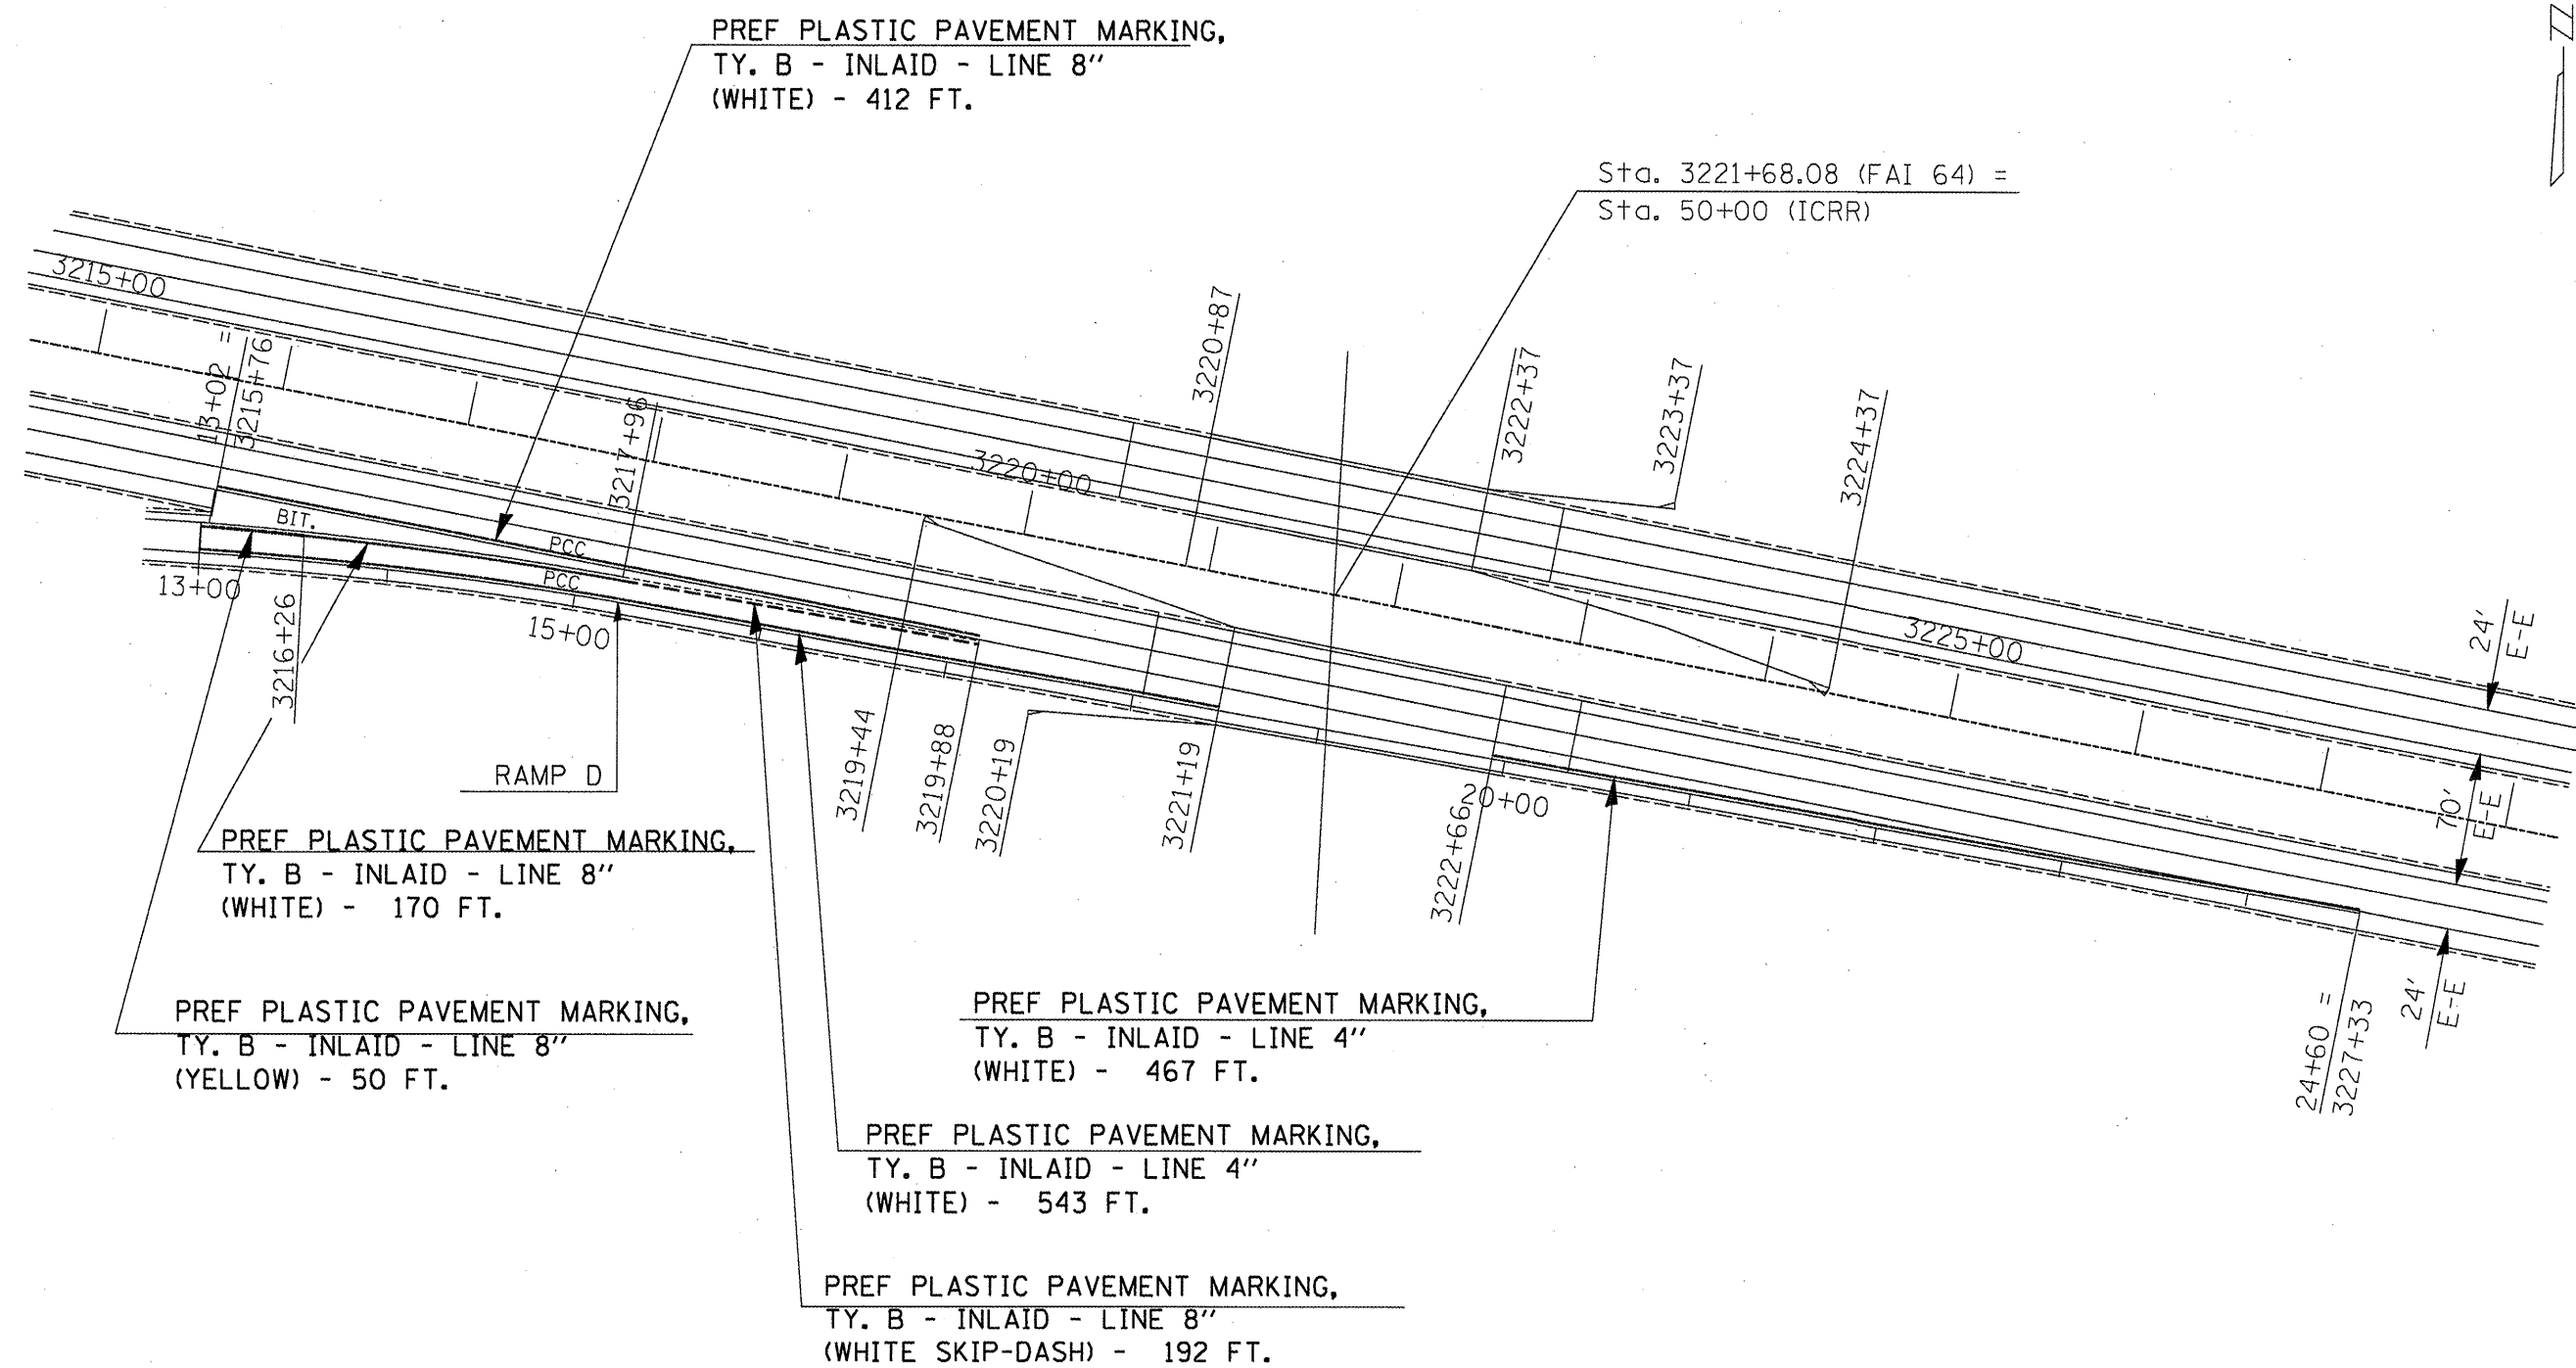 PREF PLASTIC PAVEMENT MARKING,
TY. B - INLAID - LINE 8"
(WHITE) - 412 FT.
Sta. 3221+68.08 (FAI 64) =
Sta. 50+00 (ICRR)
3215+00
13+02 =
3215+76
3217+96
3220+00
3220+87
3222+37
3223+37
3224+37
3225+00
24'
E-E
70'
E-E
24'
E-E
BIT.
PCC
PCC
13+00
15+00
20+00
3216+26
RAMP D
3219+44
3219+88
3220+19
3221+19
3222+66
24+60 =
3227+33
PREF PLASTIC PAVEMENT MARKING,
TY. B - INLAID - LINE 8"
(WHITE) - 170 FT.
PREF PLASTIC PAVEMENT MARKING,
TY. B - INLAID - LINE 8"
(YELLOW) - 50 FT.
PREF PLASTIC PAVEMENT MARKING,
TY. B - INLAID - LINE 4"
(WHITE) - 467 FT.
PREF PLASTIC PAVEMENT MARKING,
TY. B - INLAID - LINE 4"
(WHITE) - 543 FT.
PREF PLASTIC PAVEMENT MARKING,
TY. B - INLAID - LINE 8"
(WHITE SKIP-DASH) - 192 FT.